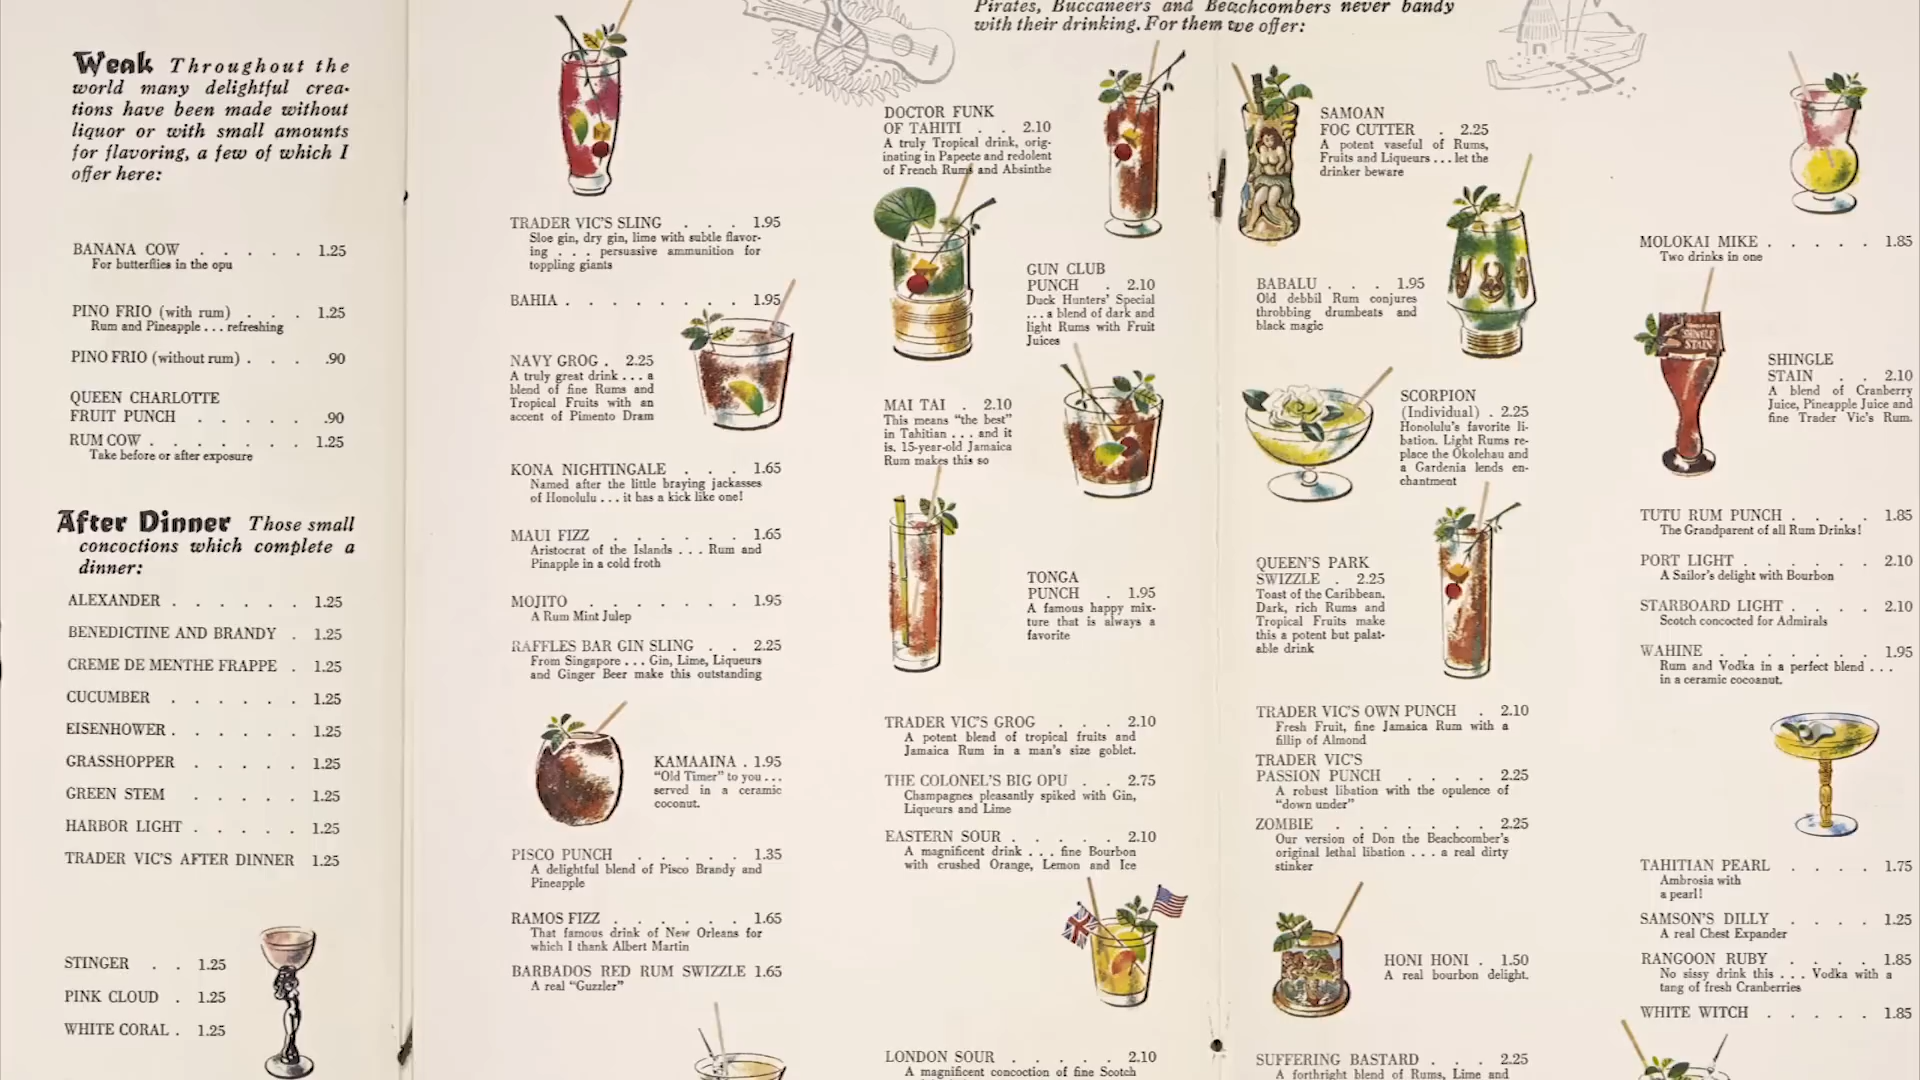 Weak Throughout the
world many delightful crea-
tions have been made without
liquor or with small amounts
for flavoring, a few of which I
offer here:
BANANA COW . . . . . 1.25
For butterflies in the opu
PINO FRIO (with rum) . . . 1.25
Rum and Pineapple . . . refreshing
PINO FRIO (without rum) . . . .90
QUEEN CHARLOTTE
FRUIT PUNCH . . . . . .90
RUM COW . . . . . . . 1.25
Take before or after exposure
After Dinner Those small
concoctions which complete a
dinner:
ALEXANDER . . . . . . 1.25
BENEDICTINE AND BRANDY . 1.25
CREME DE MENTHE FRAPPE . 1.25
CUCUMBER . . . . . . 1.25
EISENHOWER . . . . . . 1.25
GRASSHOPPER . . . . . 1.25
GREEN STEM . . . . . 1.25
HARBOR LIGHT . . . . . 1.25
TRADER VIC'S AFTER DINNER 1.25
STINGER . . 1.25
PINK CLOUD . 1.25
WHITE CORAL . 1.25
TRADER VIC'S SLING . . . 1.95
Sloe gin, dry gin, lime with subtle flavor-
ing . . . persuasive ammunition for
toppling giants
BAHIA . . . . . . . . 1.95
NAVY GROG . 2.25
A truly great drink . . . a
blend of fine Rums and
Tropical Fruits with an
accent of Pimento Dram
KONA NIGHTINGALE . . . 1.65
Named after the little braying jackasses
of Honolulu . . . it has a kick like one!
MAUI FIZZ . . . . . . 1.65
Aristocrat of the Islands . . . Rum and
Pinapple in a cold froth
MOJITO . . . . . . . 1.95
A Rum Mint Julep
RAFFLES BAR GIN SLING . . 2.25
From Singapore . . . Gin, Lime, Liqueurs
and Ginger Beer make this outstanding
KAMAAINA . 1.95
"Old Timer" to you . . .
served in a ceramic
coconut.
PISCO PUNCH . . . . . 1.35
A delightful blend of Pisco Brandy and
Pineapple
RAMOS FIZZ . . . . . . 1.65
That famous drink of New Orleans for
which I thank Albert Martin
BARBADOS RED RUM SWIZZLE 1.65
A real "Guzzler"
Pirates, Buccaneers and Beachcombers never bandy
with their drinking. For them we offer:
DOCTOR FUNK
OF TAHITI . . 2.10
A truly Tropical drink, orig-
inating in Papeete and redolent
of French Rums and Absinthe
GUN CLUB
PUNCH . 2.10
Duck Hunters' Special
. . . a blend of dark and
light Rums with Fruit
Juices
MAI TAI . 2.10
This means "the best"
in Tahitian . . . and it
is. 15-year-old Jamaica
Rum makes this so
TONGA
PUNCH . 1.95
A famous happy mix-
ture that is always a
favorite
TRADER VIC'S GROG . . . 2.10
A potent blend of tropical fruits and
Jamaica Rum in a man's size goblet.
THE COLONEL'S BIG OPU . . 2.75
Champagnes pleasantly spiked with Gin,
Liqueurs and Lime
EASTERN SOUR . . . . . 2.10
A magnificent drink . . . fine Bourbon
with crushed Orange, Lemon and Ice
LONDON SOUR . . . . . 2.10
A magnificent concoction of fine Scotch
SAMOAN
FOG CUTTER . 2.25
A potent vaseful of Rums,
Fruits and Liqueurs . . . let the
drinker beware
BABALU . . . 1.95
Old debbil Rum conjures
throbbing drumbeats and
black magic
SCORPION
(Individual) . 2.25
Honolulu's favorite li-
bation. Light Rums re-
place the Okolehau and
a Gardenia lends en-
chantment
QUEEN'S PARK
SWIZZLE . 2.25
Toast of the Caribbean.
Dark, rich Rums and
Tropical Fruits make
this a potent but palat-
able drink
TRADER VIC'S OWN PUNCH . 2.10
Fresh Fruit, fine Jamaica Rum with a
fillip of Almond
TRADER VIC'S
PASSION PUNCH . . . . 2.25
A robust libation with the opulence of
"down under"
ZOMBIE . . . . . . . 2.25
Our version of Don the Beachcomber's
original lethal libation . . . a real dirty
stinker
HONI HONI . 1.50
A real bourbon delight.
SUFFERING BASTARD . . . 2.25
A forthright blend of Rums, Lime and
MOLOKAI MIKE . . . . . 1.85
Two drinks in one
SHINGLE STAIN
SHINGLE
STAIN . . 2.10
A blend of Cranberry
Juice, Pineapple Juice and
fine Trader Vic's Rum.
TUTU RUM PUNCH . . . . 1.85
The Grandparent of all Rum Drinks!
PORT LIGHT . . . . . . 2.10
A Sailor's delight with Bourbon
STARBOARD LIGHT . . . . 2.10
Scotch concocted for Admirals
WAHINE . . . . . . . 1.95
Rum and Vodka in a perfect blend . . .
in a ceramic cocoanut.
TAHITIAN PEARL . . . . 1.75
Ambrosia with
a pearl!
SAMSON'S DILLY . . . . 1.25
A real Chest Expander
RANGOON RUBY . . . . . 1.85
No sissy drink this . . . Vodka with a
tang of fresh Cranberries
WHITE WITCH . . . . . 1.85